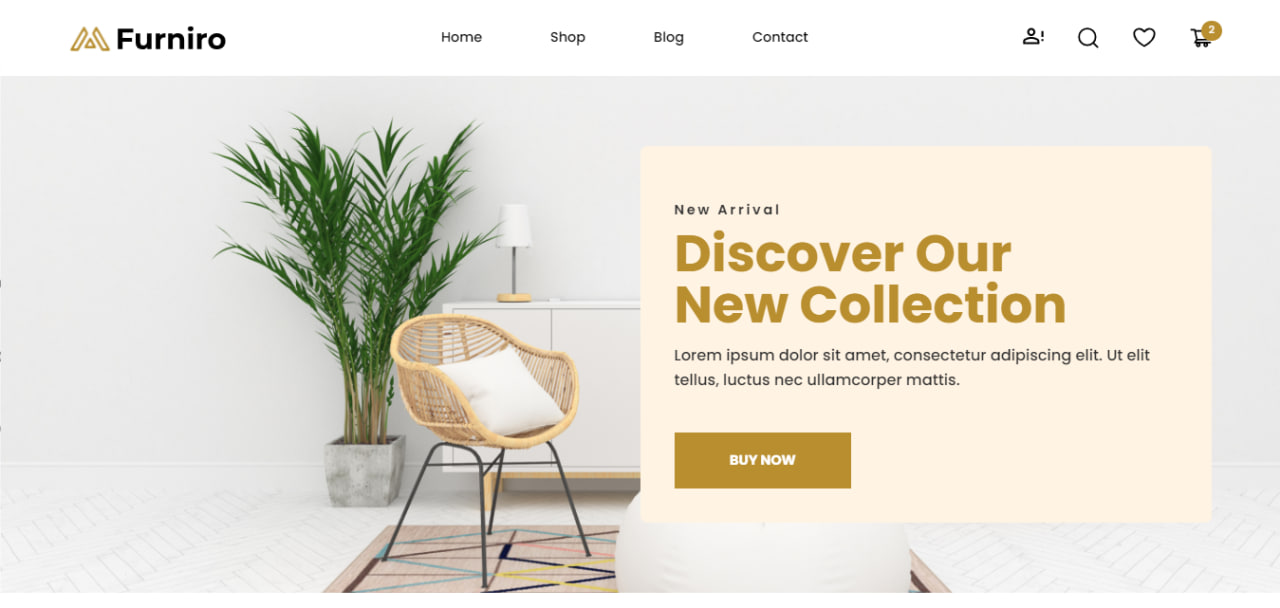 Furniro
Home
Shop
Blog
Contact
2
New Arrival
Discover Our
New Collection
Lorem ipsum dolor sit amet, consectetur adipiscing elit. Ut elit
tellus, luctus nec ullamcorper mattis.
BUY NOW